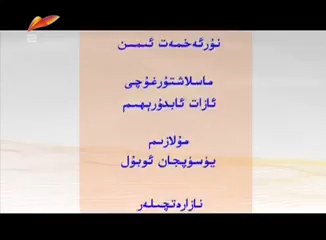 نۇرئەخمەت ئىمىن
ماسلاشتۇرغۇچى
ئازات ئابدۇرېھىم
مۇلازىم
يۈسۈپجان ئوبۇل
نازارەتچىلەر